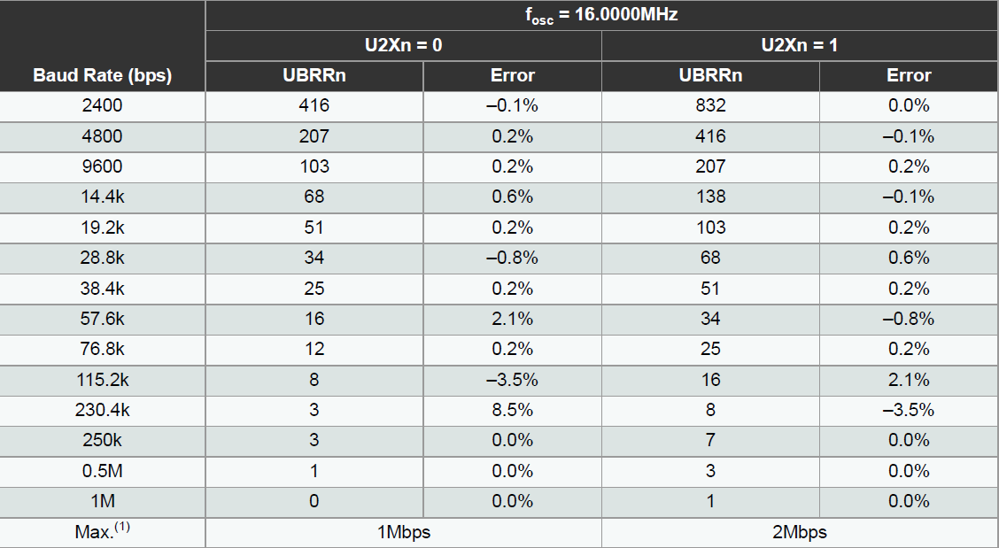 fosc = 16.0000MHz
U2Xn = 0 U2Xn = 1
Baud Rate (bps) UBRRn Error UBRRn Error
2400 416 –0.1% 832 0.0%
4800 207 0.2% 416 –0.1%
9600 103 0.2% 207 0.2%
14.4k 68 0.6% 138 –0.1%
19.2k 51 0.2% 103 0.2%
28.8k 34 –0.8% 68 0.6%
38.4k 25 0.2% 51 0.2%
57.6k 16 2.1% 34 –0.8%
76.8k 12 0.2% 25 0.2%
115.2k 8 –3.5% 16 2.1%
230.4k 3 8.5% 8 –3.5%
250k 3 0.0% 7 0.0%
0.5M 1 0.0% 3 0.0%
1M 0 0.0% 1 0.0%
Max.(1) 1Mbps 2Mbps